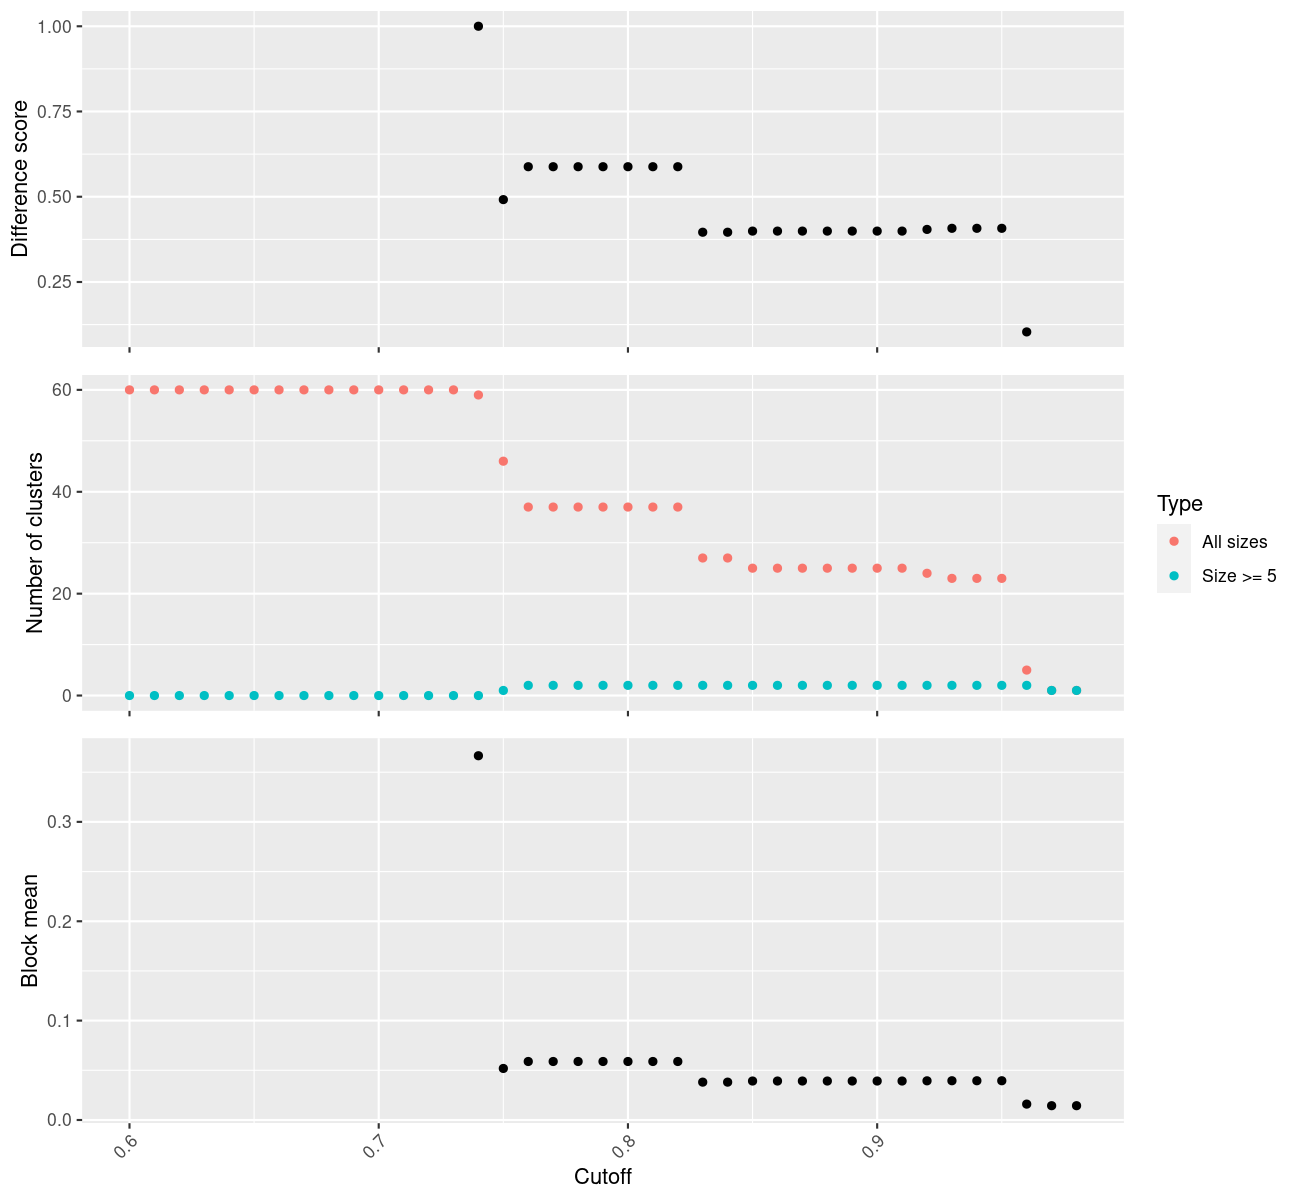 1.00
0.75
0.50
0.25
Difference score
60
40
20
0
Number of clusters
Type
All sizes
Size >= 5
0.3
0.2
0.1
0.0
Block mean
0.6 0.7 0.8 0.9
Cutoff